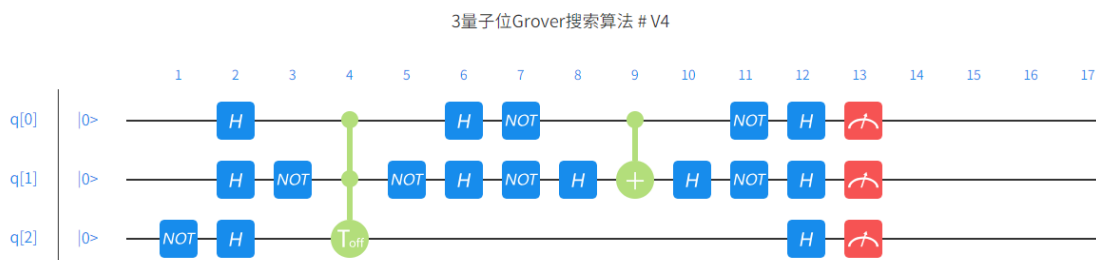 3量子位Grover搜索算法 # V4
1 2 3 4 5 6 7 8 9 10 11 12 13 14 15 16 17
q[0] |0> H H NOT NOT H
q[1] |0> H NOT NOT H NOT H + H NOT H
q[2] |0> NOT H Toff H